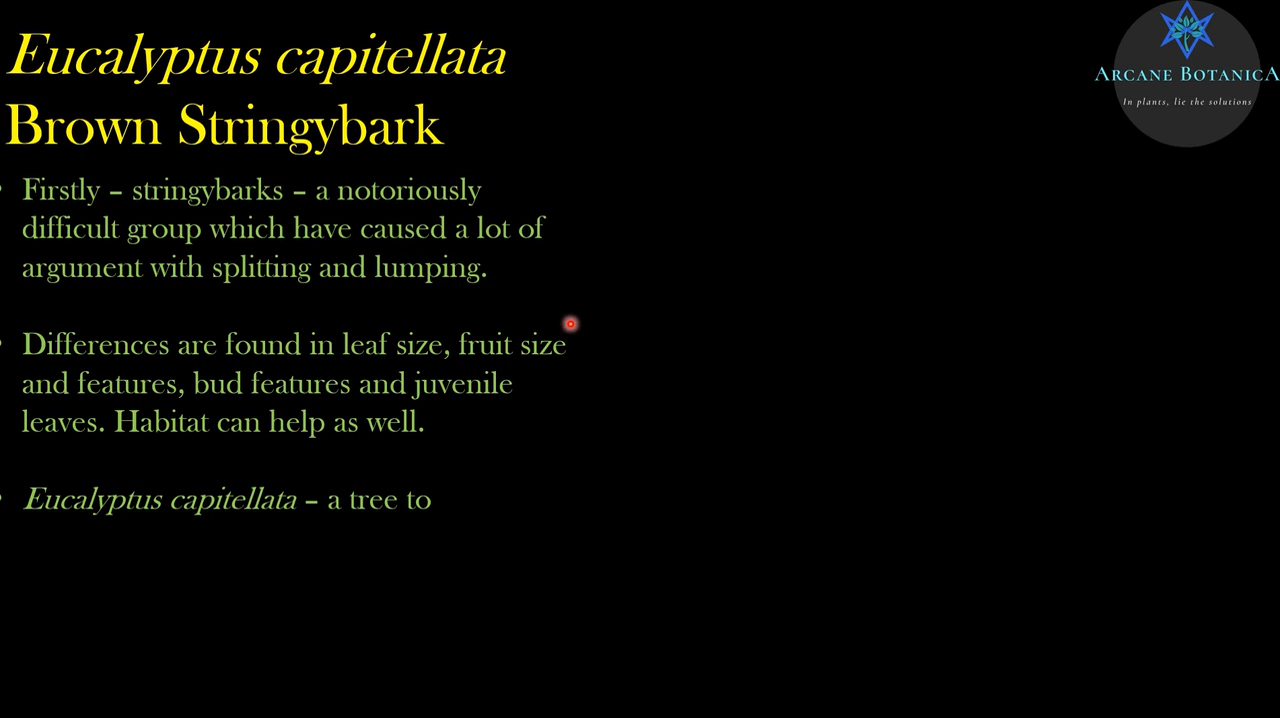 Eucalyptus capitellata
Brown Stringybark
ARCANE BOTANICA
In plants, lie the solutions
• Firstly – stringybarks – a notoriously
difficult group which have caused a lot of
argument with splitting and lumping.
• Differences are found in leaf size, fruit size
and features, bud features and juvenile
leaves. Habitat can help as well.
• Eucalyptus capitellata – a tree to